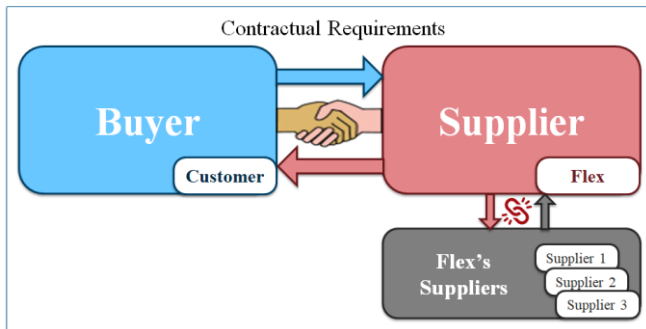 Contractual Requirements
Buyer
Supplier
Customer
Flex
Flex's
Suppliers
Supplier 1
Supplier 2
Supplier 3